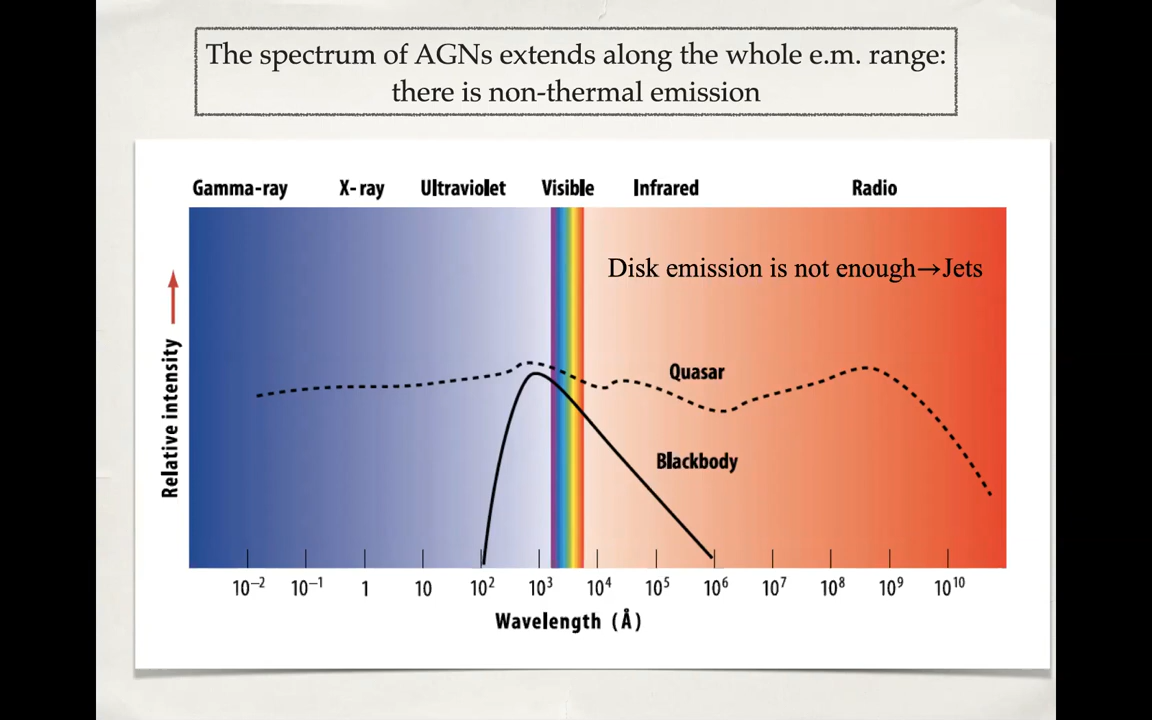 The spectrum of AGNs extends along the whole e.m. range:
there is non-thermal emission
Gamma-ray X-ray Ultraviolet Visible Infrared Radio
Disk emission is not enough→Jets
Relative intensity
Quasar
Blackbody
10⁻² 10⁻¹ 1 10 10² 10³ 10⁴ 10⁵ 10⁶ 10⁷ 10⁸ 10⁹ 10¹⁰
Wavelength (Å)